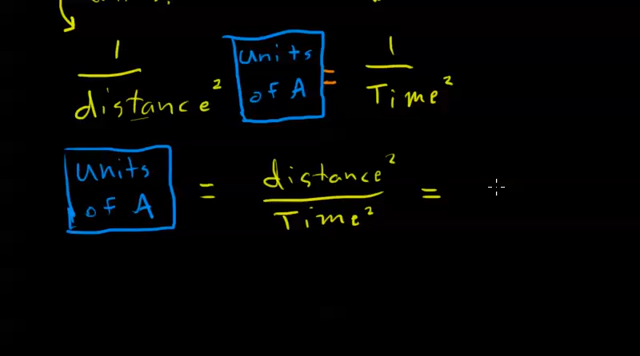 1 / distance² units of A = 1 / Time²
units of A = distance² / Time² =